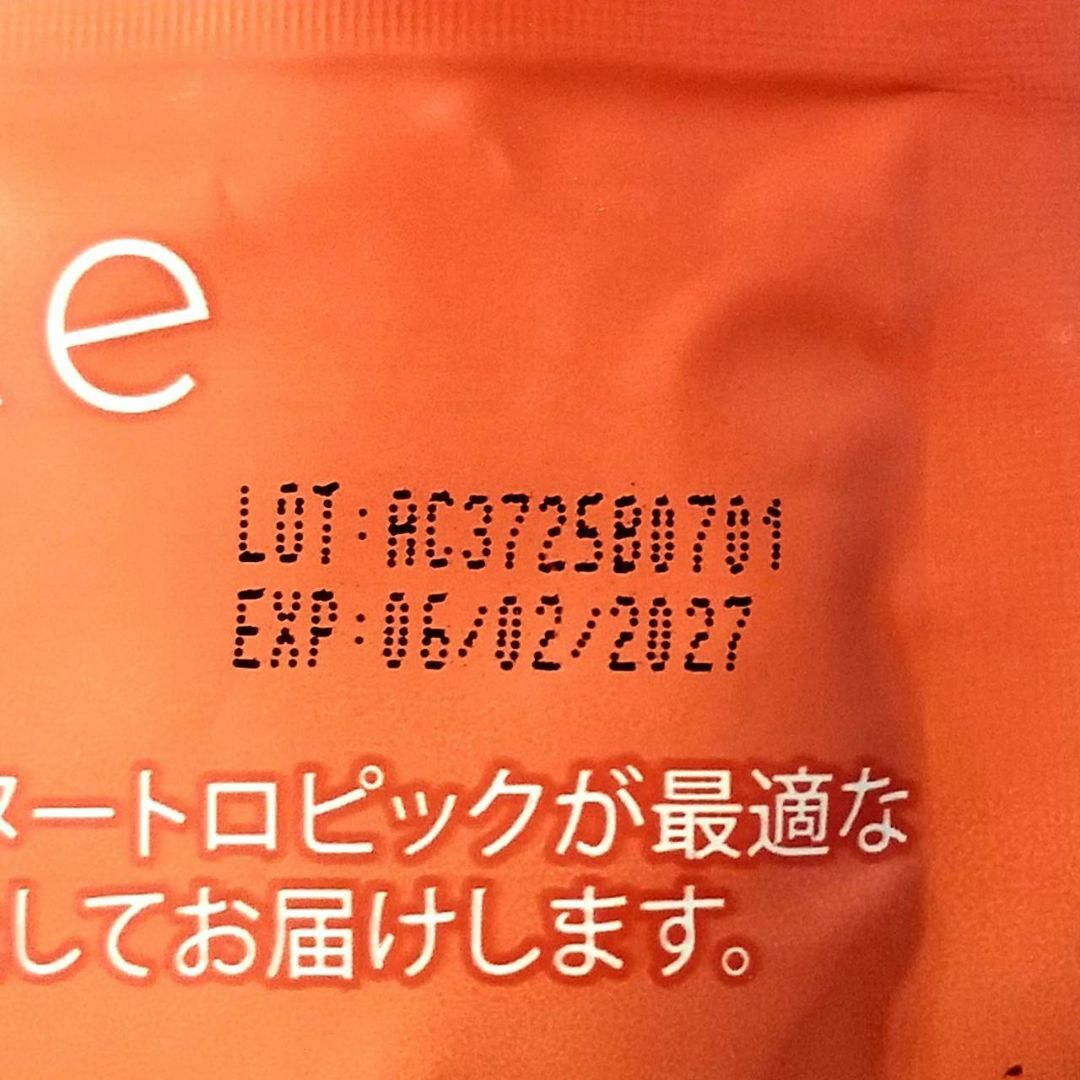 e
LOT:AC3725B0701
EXP:06/02/2027
ートロピックが最適な
してお届けします。